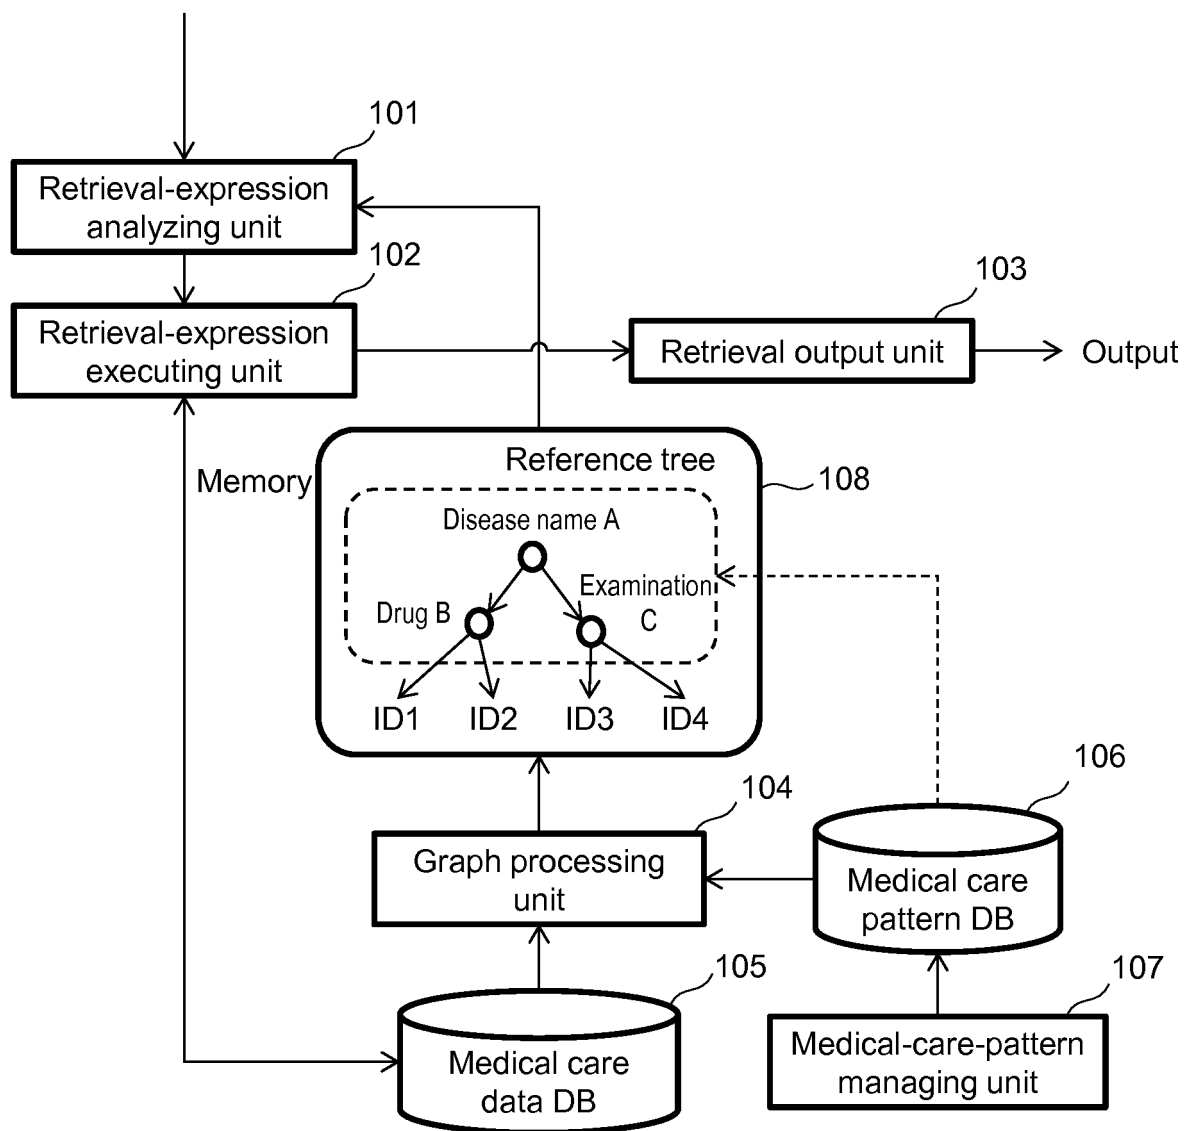 101
Retrieval-expression
analyzing unit
102
Retrieval-expression
executing unit
103
Retrieval output unit
Output
Memory
Reference tree
108
Disease name A
Drug B
Examination
C
ID1
ID2
ID3
ID4
104
Graph processing
unit
106
Medical care
pattern DB
105
Medical care
data DB
107
Medical-care-pattern
managing unit